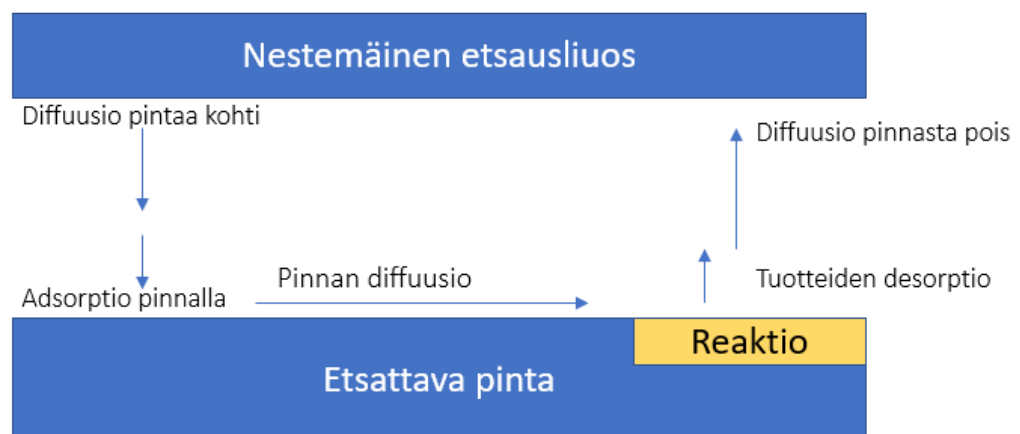 Nestemäinen etsausliuos
Diffuusio pintaa kohti
Diffuusio pinnasta pois
Pinnan diffuusio
Tuotteiden desorptio
Adsorptio pinnalla
Reaktio
Etsattava pinta